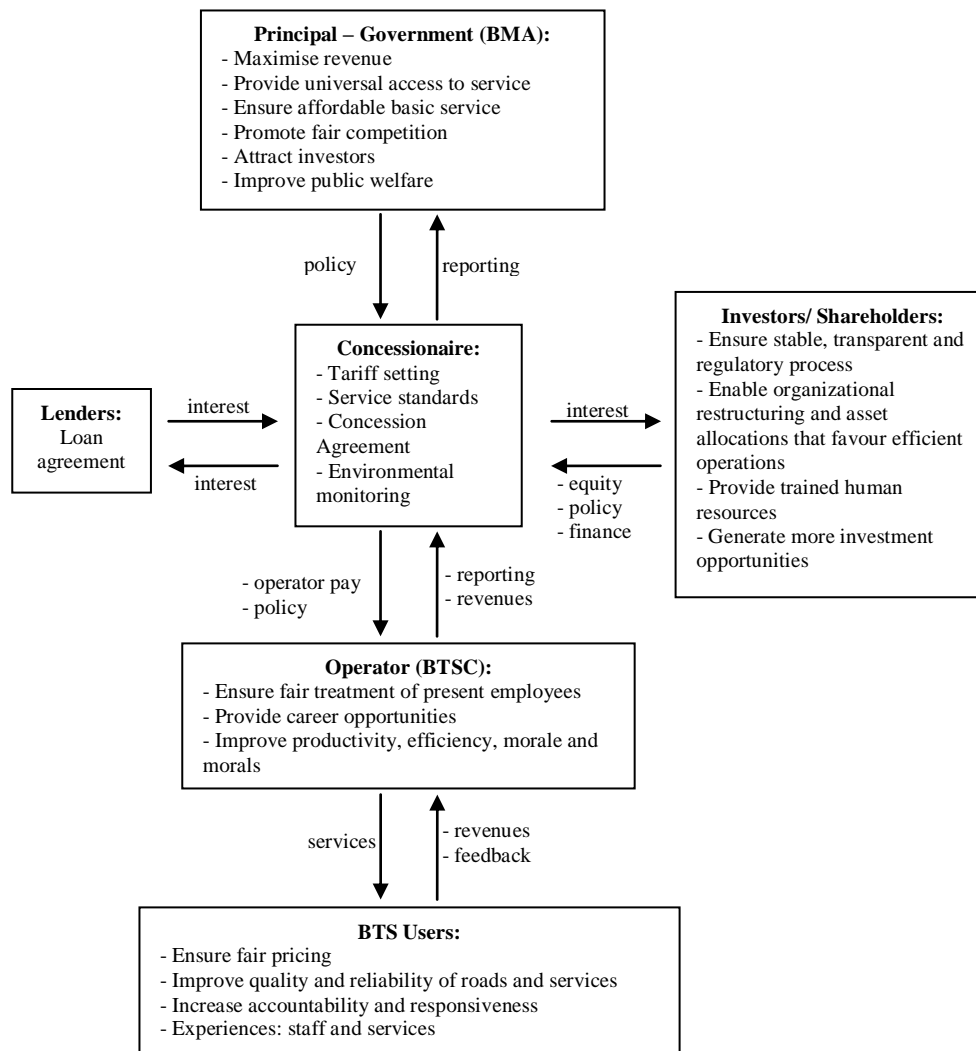 Principal – Government (BMA):
- Maximise revenue
- Provide universal access to service
- Ensure affordable basic service
- Promote fair competition
- Attract investors
- Improve public welfare
policy
reporting
Concessionaire:
- Tariff setting
- Service standards
- Concession
Agreement
- Environmental
monitoring
Lenders:
Loan
agreement
interest
interest
interest
- equity
- policy
- finance
Investors/ Shareholders:
- Ensure stable, transparent and
regulatory process
- Enable organizational
restructuring and asset
allocations that favour efficient
operations
- Provide trained human
resources
- Generate more investment
opportunities
- operator pay
- policy
- reporting
- revenues
Operator (BTSC):
- Ensure fair treatment of present employees
- Provide career opportunities
- Improve productivity, efficiency, morale and
morals
services
- revenues
- feedback
BTS Users:
- Ensure fair pricing
- Improve quality and reliability of roads and services
- Increase accountability and responsiveness
- Experiences: staff and services